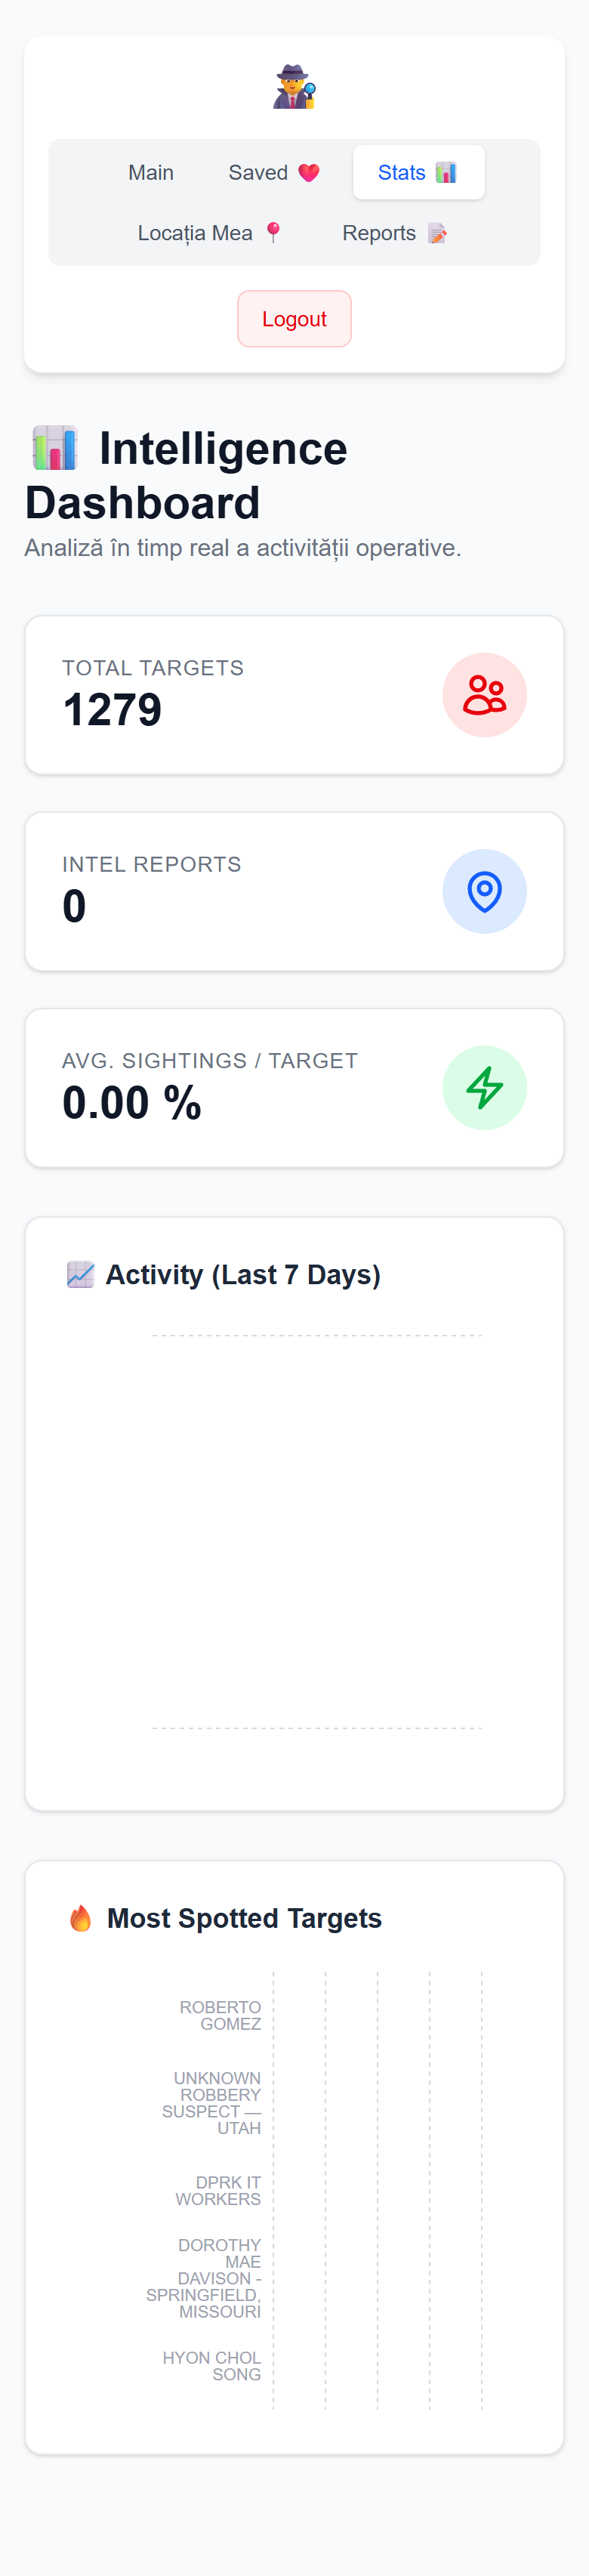 Main
Saved ❤️
Stats 📊
Locația Mea 📍
Reports 📝
Logout
📊 Intelligence
Dashboard
Analiză în timp real a activității operative.
TOTAL TARGETS
1279
INTEL REPORTS
0
AVG. SIGHTINGS / TARGET
0.00 %
📈 Activity (Last 7 Days)
🔥 Most Spotted Targets
ROBERTO
GOMEZ
UNKNOWN
ROBBERY
SUSPECT —
UTAH
DPRK IT
WORKERS
DOROTHY
MAE
DAVISON -
SPRINGFIELD,
MISSOURI
HYON CHOL
SONG